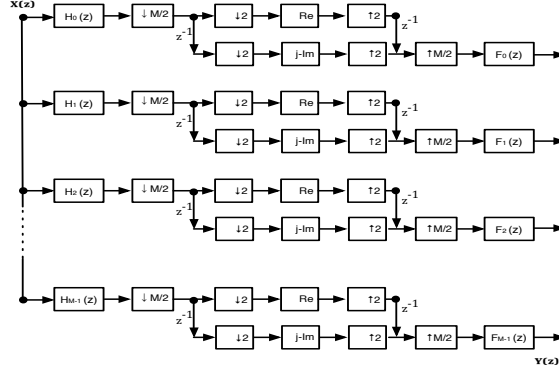 X(z)
H₀(z) ↓M/2 ↓2 Re ↑2
z⁻¹ z⁻¹
↓2 j-Im ↑2 ↑M/2 F₀(z)
H₁(z) ↓M/2 ↓2 Re ↑2
z⁻¹ z⁻¹
↓2 j-Im ↑2 ↑M/2 F₁(z)
H₂(z) ↓M/2 ↓2 Re ↑2
z⁻¹ z⁻¹
↓2 j-Im ↑2 ↑M/2 F₂(z)
H_M-1(z) ↓M/2 ↓2 Re ↑2
z⁻¹ z⁻¹
↓2 j-Im ↑2 ↑M/2 F_M-1(z)
Y(z)